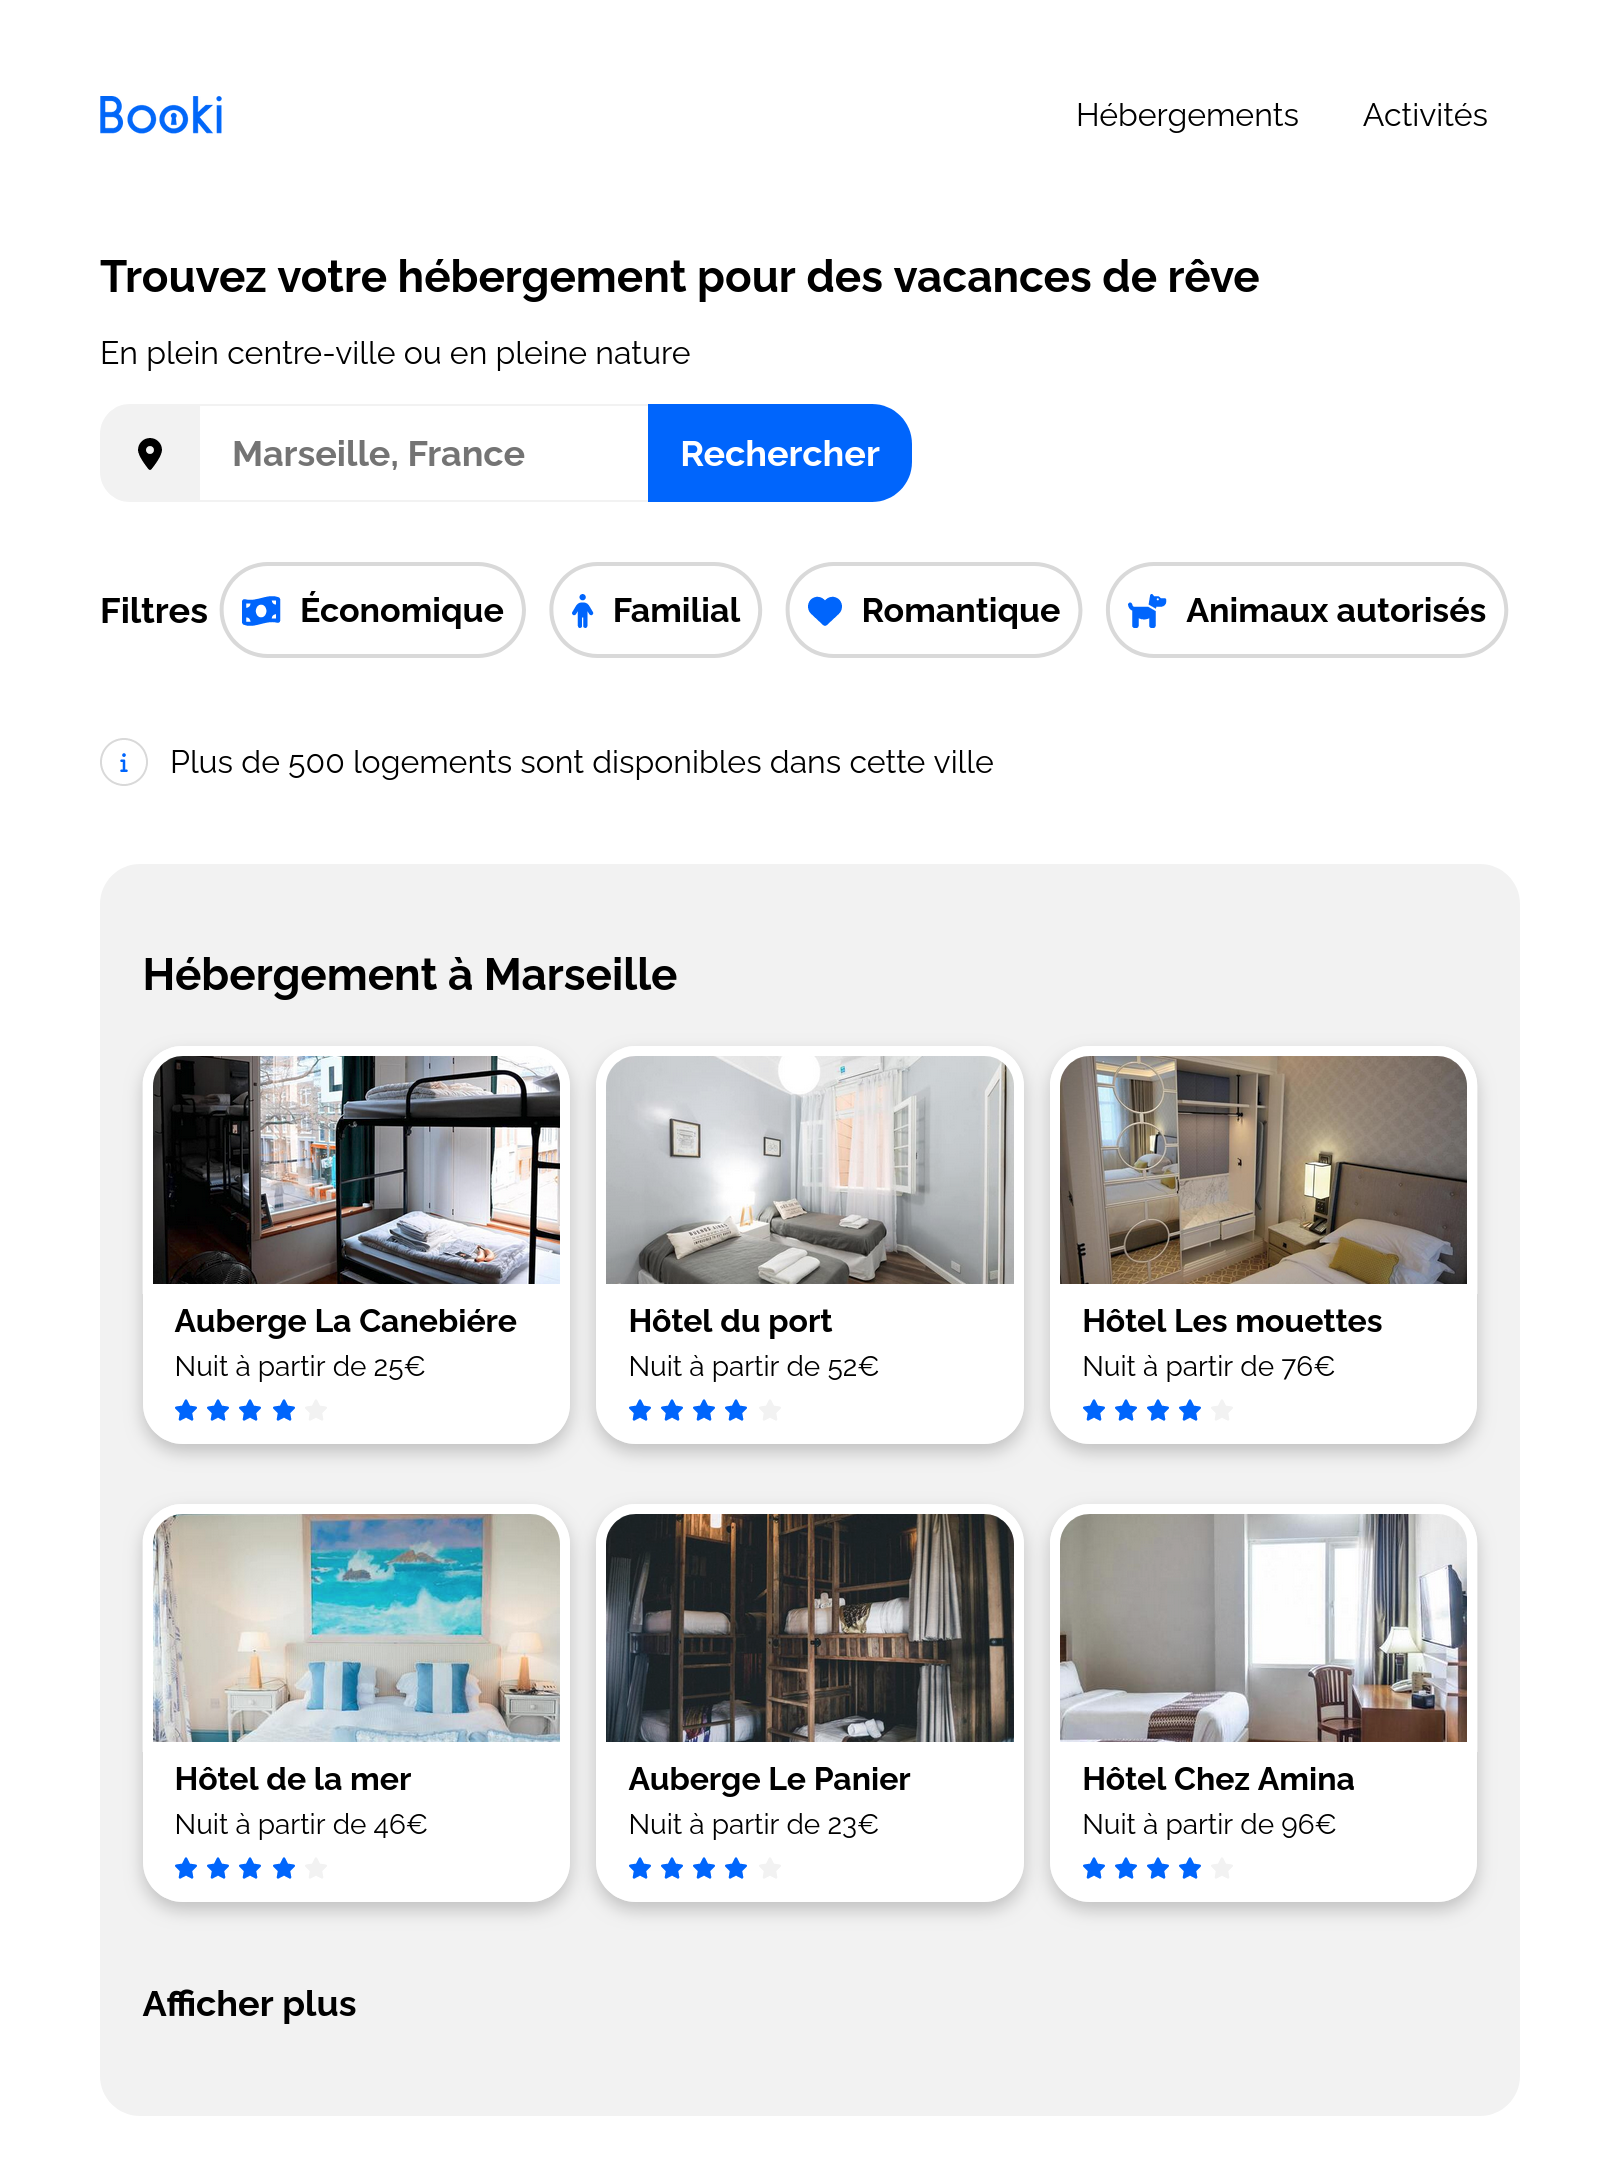 Booki
Hébergements Activités
Trouvez votre hébergement pour des vacances de rêve
En plein centre-ville ou en pleine nature
Marseille, France Rechercher
Filtres Économique Familial Romantique Animaux autorisés
Plus de 500 logements sont disponibles dans cette ville
Hébergement à Marseille
Auberge La Canebiére
Nuit à partir de 25€
Hôtel du port
Nuit à partir de 52€
Hôtel Les mouettes
Nuit à partir de 76€
Hôtel de la mer
Nuit à partir de 46€
Auberge Le Panier
Nuit à partir de 23€
Hôtel Chez Amina
Nuit à partir de 96€
Afficher plus